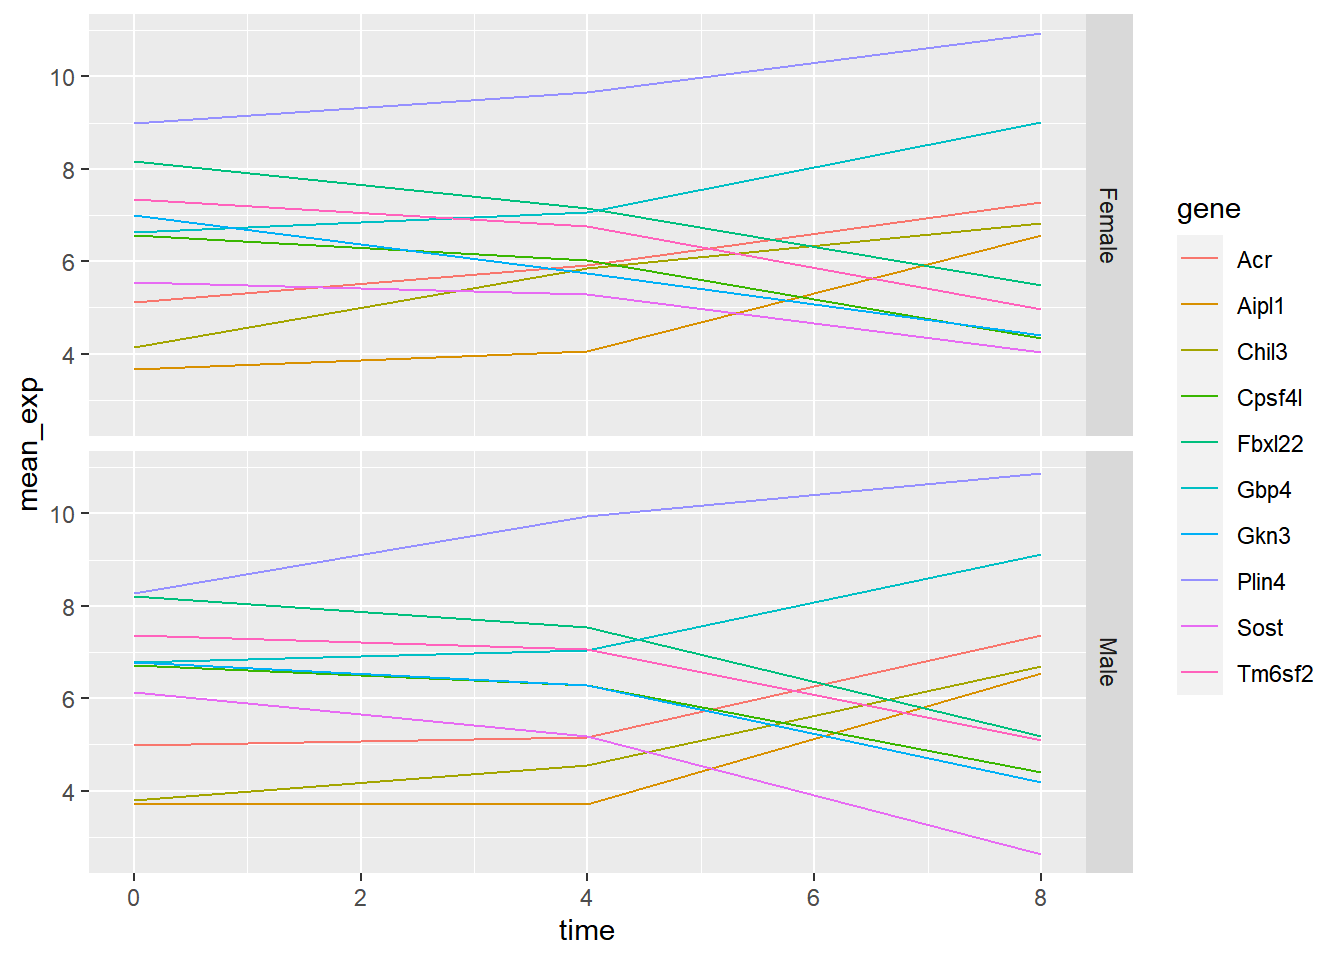 mean_exp
10
8
6
4
Female
10
8
6
4
Male
0 2 4 6 8
time
gene
Acr
Aipl1
Chil3
Cpsf4l
Fbxl22
Gbp4
Gkn3
Plin4
Sost
Tm6sf2